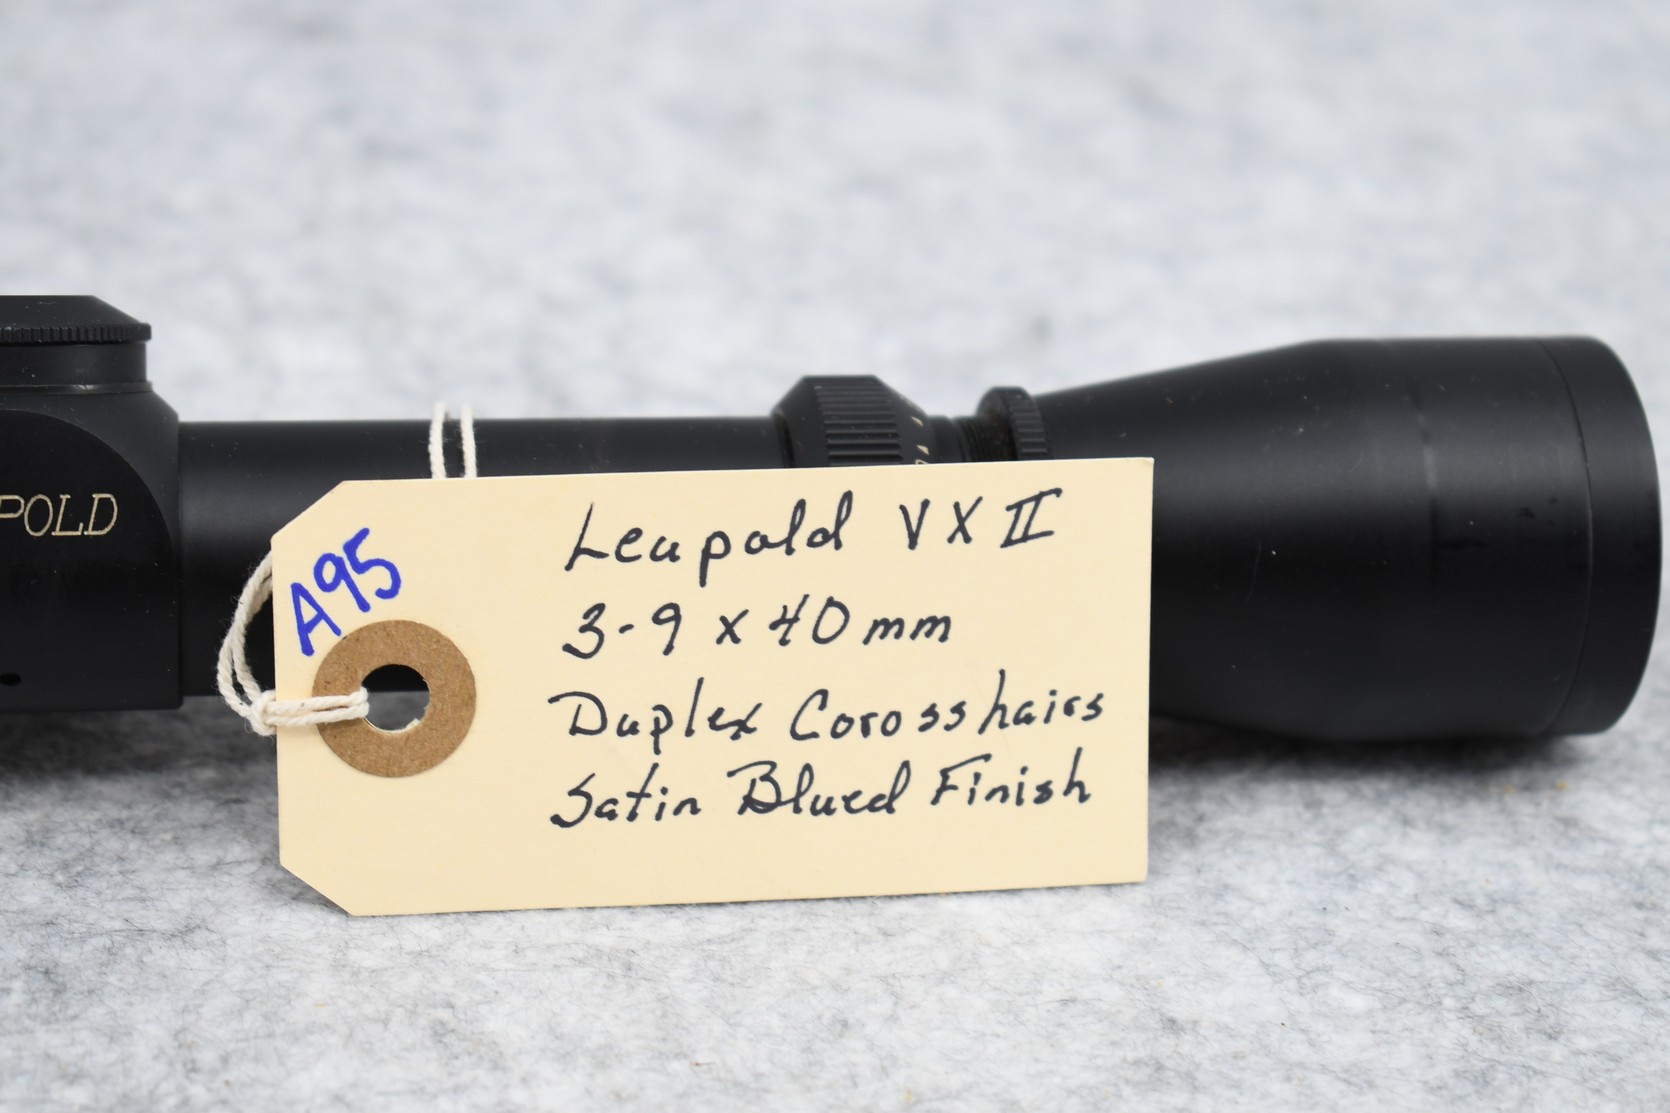 POLD
A95
Leupold VX II
3-9 x 40mm
Duplex Corosshairs
Satin Blued Finish